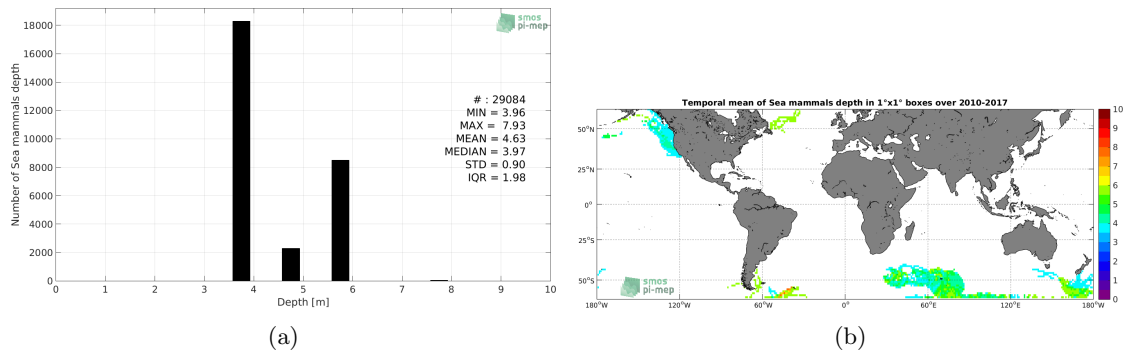 18000
16000
14000
12000
10000
8000
6000
4000
2000
0
Number of Sea mammals depth
smos
pi-mep
# : 29084
MIN = 3.96
MAX = 7.93
MEAN = 4.63
MEDIAN = 3.97
STD = 0.90
IQR = 1.98
0 1 2 3 4 5 6 7 8 9 10
Depth [m]
(a)
Temporal mean of Sea mammals depth in 1°x1° boxes over 2010-2017
50°N
25°N
0°
25°S
50°S
smos
pi-mep
180°W 120°W 60°W 0° 60°E 120°E 180°W
10
9
8
7
6
5
4
3
2
1
0
(b)